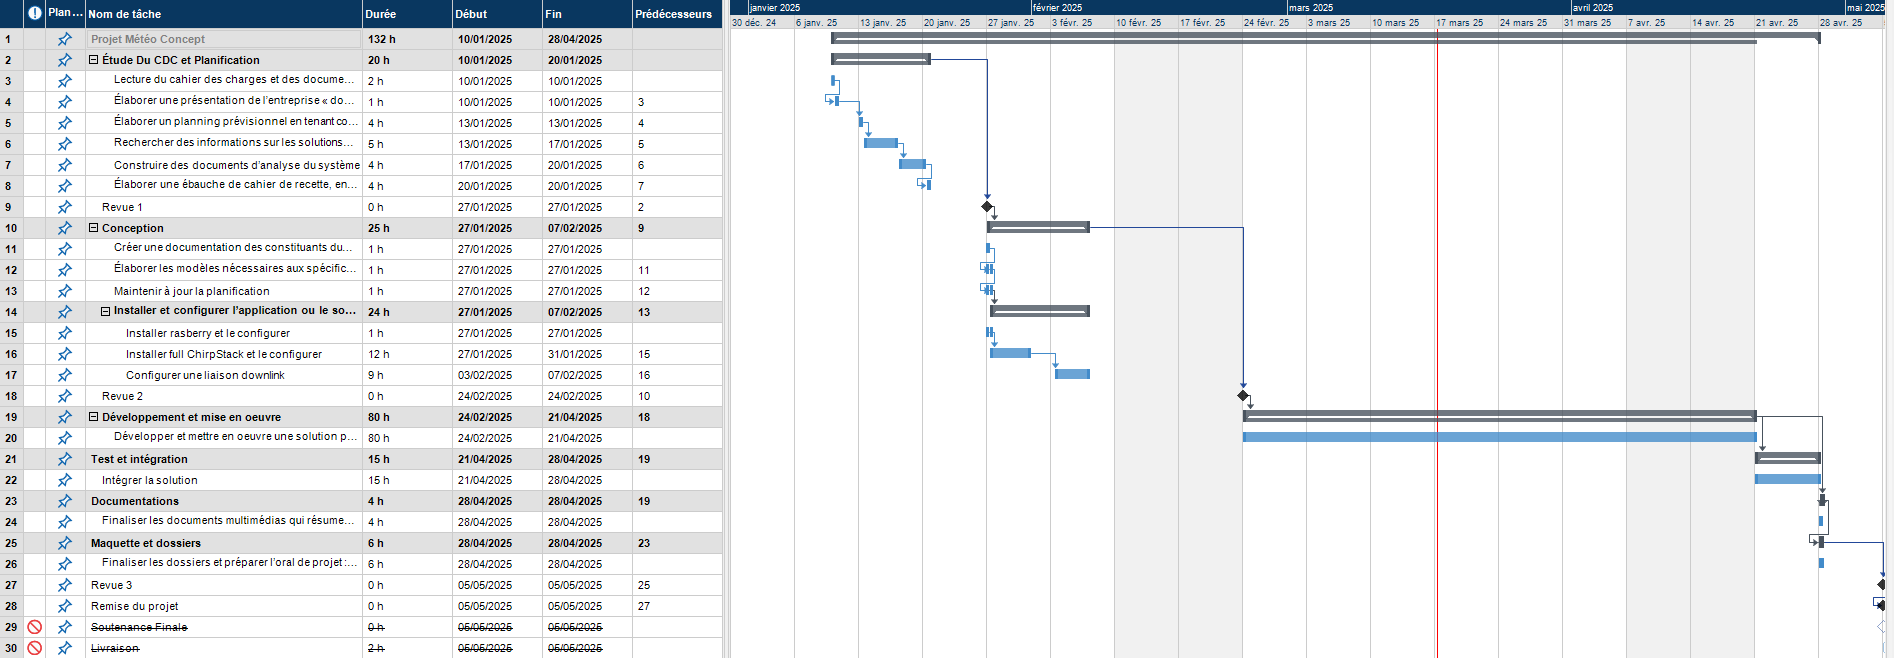 Plan ... Nom de tâche Durée Début Fin Prédécesseurs
janvier 2025 février 2025 mars 2025 avril 2025 mai 2025
30 déc. 24 6 janv. 25 13 janv. 25 20 janv. 25 27 janv. 25 3 févr. 25 10 févr. 25 17 févr. 25 24 févr. 25 3 mars 25 10 mars 25 17 mars 25 24 mars 25 31 mars 25 7 avr. 25 14 avr. 25 21 avr. 25 28 avr. 25
1 Projet Météo Concept 132 h 10/01/2025 28/04/2025
2 Étude Du CDC et Planification 20 h 10/01/2025 20/01/2025
3 Lecture du cahier des charges et des docume... 2 h 10/01/2025 10/01/2025
4 Élaborer une présentation de l'entreprise « do... 1 h 10/01/2025 10/01/2025 3
5 Élaborer un planning prévisionnel en tenant co... 4 h 13/01/2025 13/01/2025 4
6 Rechercher des informations sur les solutions... 5 h 13/01/2025 17/01/2025 5
7 Construire des documents d'analyse du système 4 h 17/01/2025 20/01/2025 6
8 Élaborer une ébauche de cahier de recette, en... 4 h 20/01/2025 20/01/2025 7
9 Revue 1 0 h 27/01/2025 27/01/2025 2
10 Conception 25 h 27/01/2025 07/02/2025 9
11 Créer une documentation des constituants du... 1 h 27/01/2025 27/01/2025
12 Élaborer les modèles nécessaires aux spécific... 1 h 27/01/2025 27/01/2025 11
13 Maintenir à jour la planification 1 h 27/01/2025 27/01/2025 12
14 Installer et configurer l'application ou le so... 24 h 27/01/2025 07/02/2025 13
15 Installer rasberry et le configurer 1 h 27/01/2025 27/01/2025
16 Installer full ChirpStack et le configurer 12 h 27/01/2025 31/01/2025 15
17 Configurer une liaison downlink 9 h 03/02/2025 07/02/2025 16
18 Revue 2 0 h 24/02/2025 24/02/2025 10
19 Développement et mise en oeuvre 80 h 24/02/2025 21/04/2025 18
20 Développer et mettre en oeuvre une solution p... 80 h 24/02/2025 21/04/2025
21 Test et intégration 15 h 21/04/2025 28/04/2025 19
22 Intégrer la solution 15 h 21/04/2025 28/04/2025
23 Documentations 4 h 28/04/2025 28/04/2025 19
24 Finaliser les documents multimédias qui résume... 4 h 28/04/2025 28/04/2025
25 Maquette et dossiers 6 h 28/04/2025 28/04/2025 23
26 Finaliser les dossiers et préparer l'oral de projet :... 6 h 28/04/2025 28/04/2025
27 Revue 3 0 h 05/05/2025 05/05/2025 25
28 Remise du projet 0 h 05/05/2025 05/05/2025 27
29 Soutenance Finale 0 h 05/05/2025 05/05/2025
30 Livraison 2 h 05/05/2025 05/05/2025